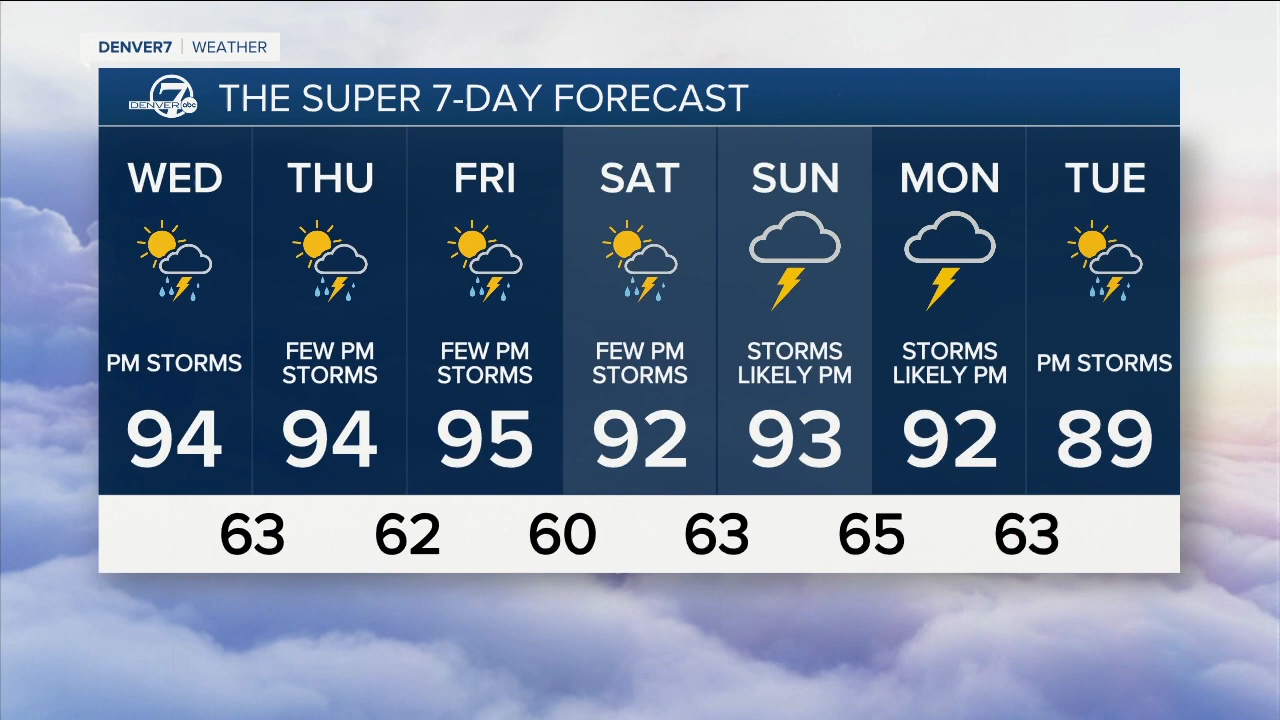 DENVER7 | WEATHER
DENVER 7 abc
THE SUPER 7-DAY FORECAST
WED THU FRI SAT SUN MON TUE
PM STORMS
FEW PM
STORMS
FEW PM
STORMS
FEW PM
STORMS
STORMS
LIKELY PM
STORMS
LIKELY PM
PM STORMS
94 94 95 92 93 92 89
63 62 60 63 65 63